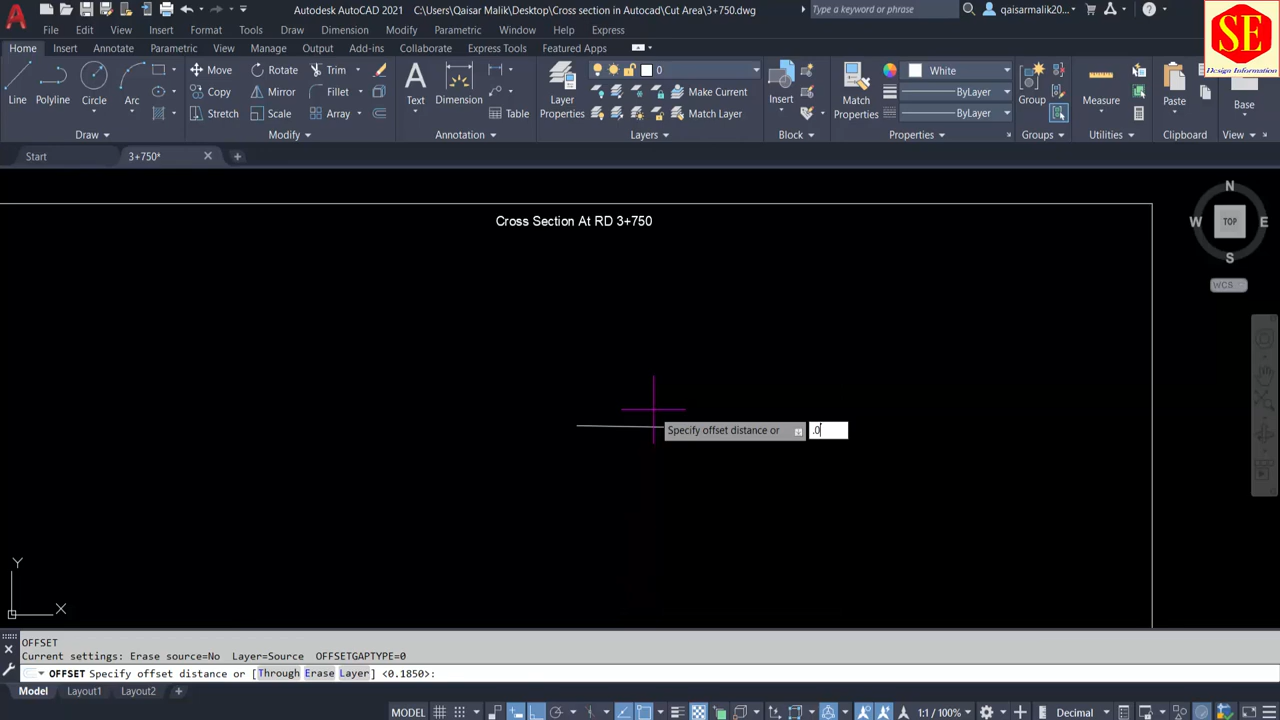 Autodesk AutoCAD 2021 C:\Users\Qaisar Malik\Desktop\Cross section in Autocad\Cut Area\3+750.dwg
Type a keyword or phrase
qaisarmalik20...
SE
Design Information
File Edit View Insert Format Tools Draw Dimension Modify Parametric Window Help Express
Home Insert Annotate Parametric View Manage Output Add-ins Collaborate Express Tools Featured Apps
Line
Polyline
Circle
Arc
Draw
Move
Rotate
Trim
Copy
Mirror
Fillet
Stretch
Scale
Array
Modify
Text
Dimension
Table
Annotation
Layer
Properties
0
Make Current
Match Layer
Layers
Insert
Block
Match
Properties
White
ByLayer
ByLayer
Properties
Group
Groups
Measure
Utilities
Paste
Clipboard
Base
View
Start
3+750*
Cross Section At RD 3+750
N
W TOP E
S
WCS
Specify offset distance or .0
Y
X
OFFSET
Current settings: Erase source=No Layer=Source OFFSETGAPTYPE=0
OFFSET Specify offset distance or [Through Erase Layer] <0.1850>:
Model Layout1 Layout2
MODEL
1:1 / 100%
Decimal